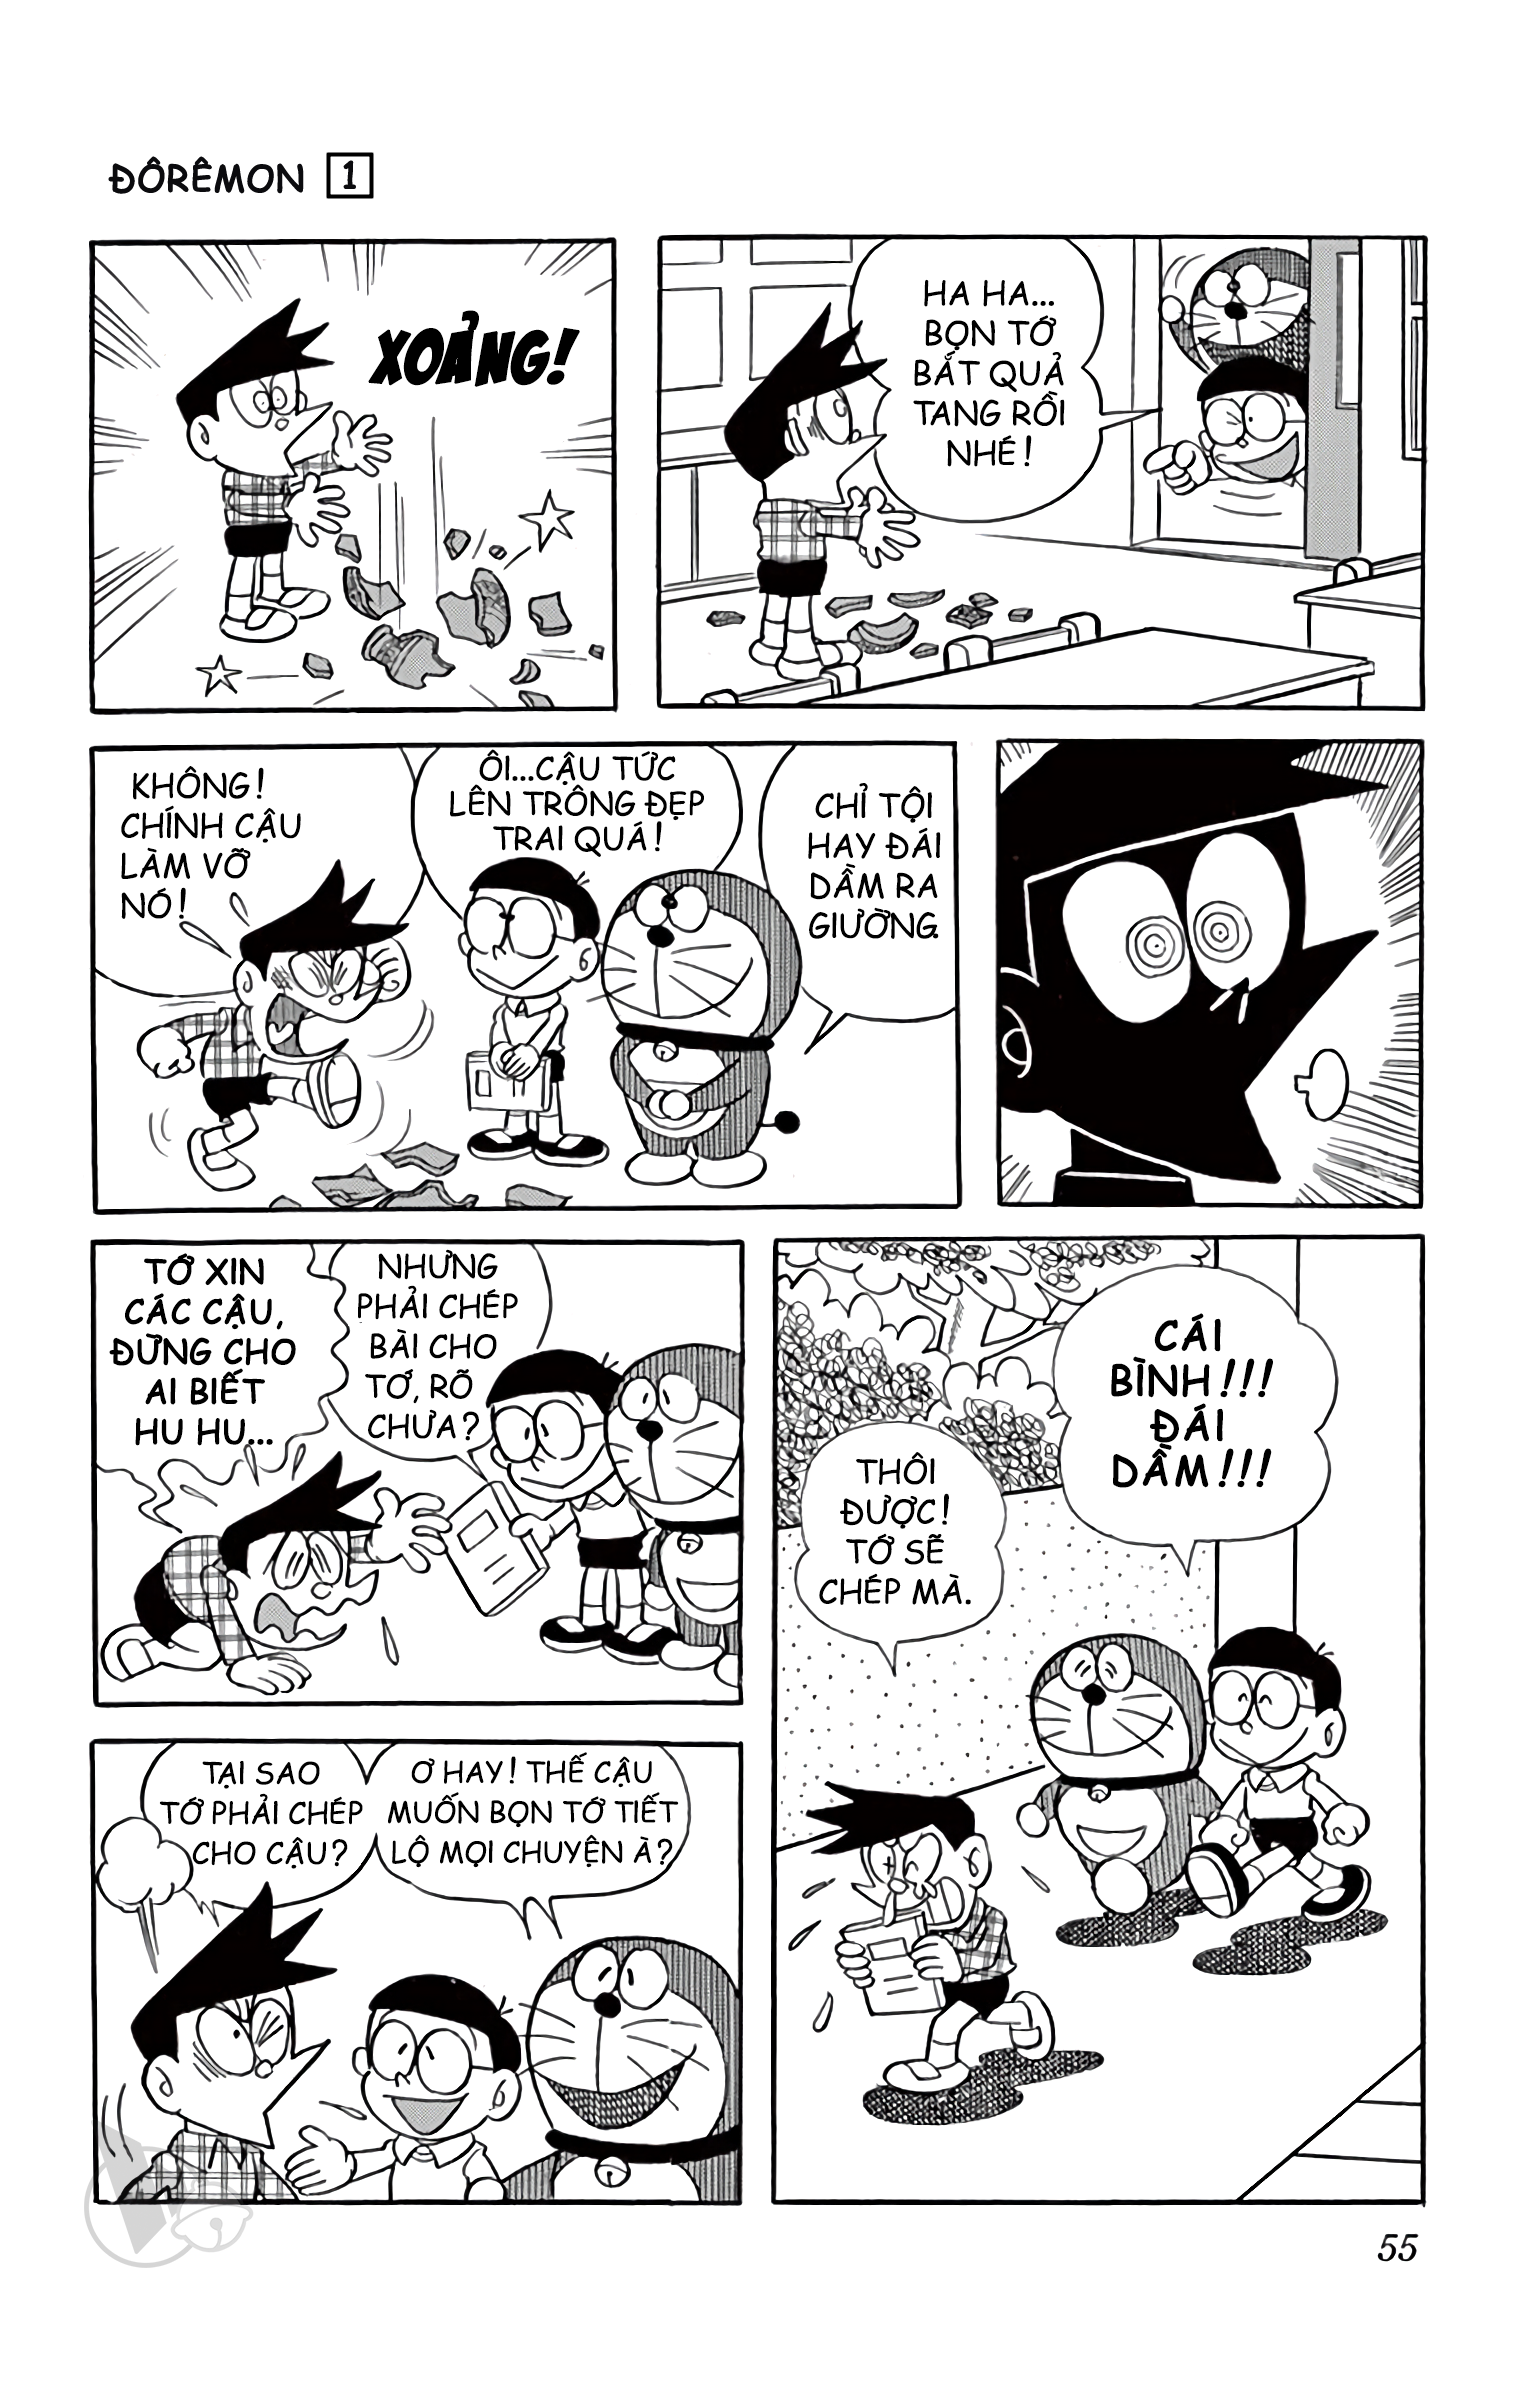 ĐÔRÊMON 1
XOẢNG!
HA HA...
BỌN TỚ
BẮT QUẢ
TANG RỒI
NHÉ!
KHÔNG!
CHÍNH CẬU
LÀM VỠ
NÓ!
ÔI...CẬU TỨC
LÊN TRÔNG ĐẸP
TRAI QUÁ!
CHỈ TỘI
HAY ĐÁI
DẦM RA
GIƯỜNG.
TỚ XIN
CÁC CẬU,
ĐỪNG CHO
AI BIẾT
HU HU...
NHƯNG
PHẢI CHÉP
BÀI CHO
TỚ, RÕ
CHƯA?
TẠI SAO
TỚ PHẢI CHÉP
CHO CẬU?
Ơ HAY! THẾ CẬU
MUỐN BỌN TỚ TIẾT
LỘ MỌI CHUYỆN À?
CÁI
BÌNH!!!
ĐÁI
DẦM!!!
THÔI
ĐƯỢC!
TỚ SẼ
CHÉP MÀ.
55